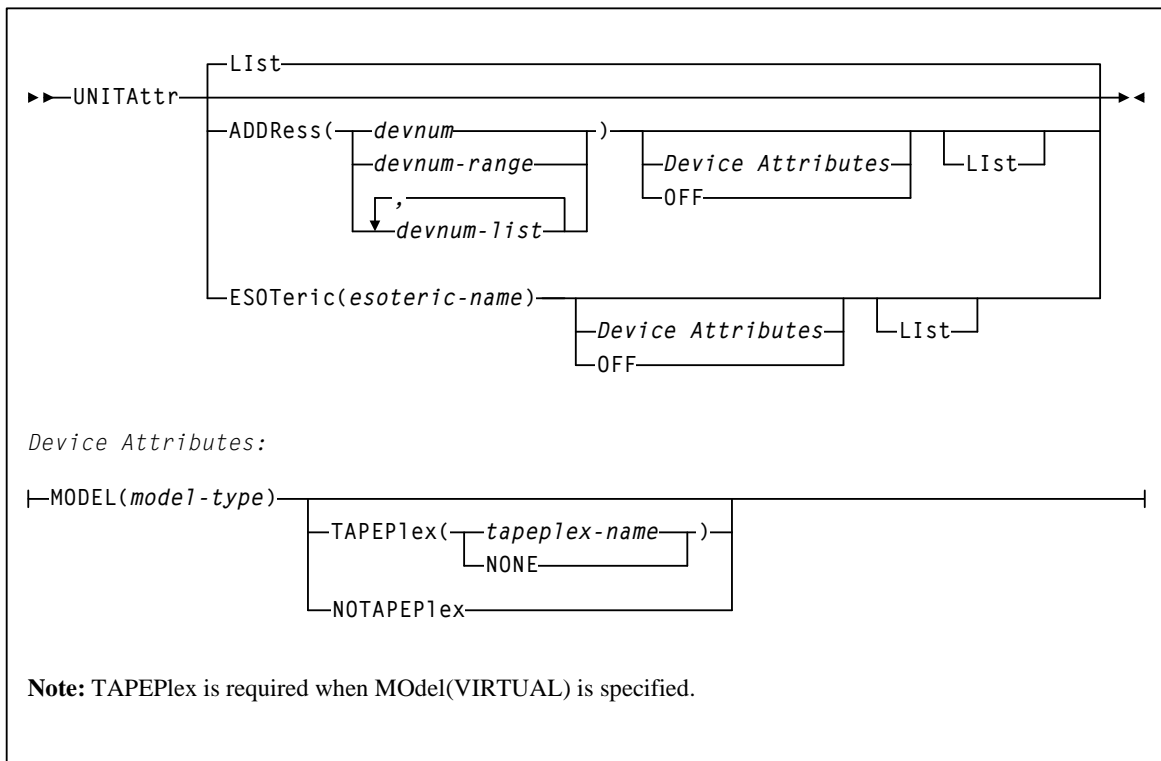 LIst
UNITAttr
ADDRess( devnum )
devnum-range
Device Attributes LIst
OFF
,
devnum-list
ESOTeric(esoteric-name)
Device Attributes LIst
OFF
Device Attributes:
MODEL(model-type)
TAPEPlex( tapeplex-name )
NONE
NOTAPEPlex
Note: TAPEPlex is required when MOdel(VIRTUAL) is specified.